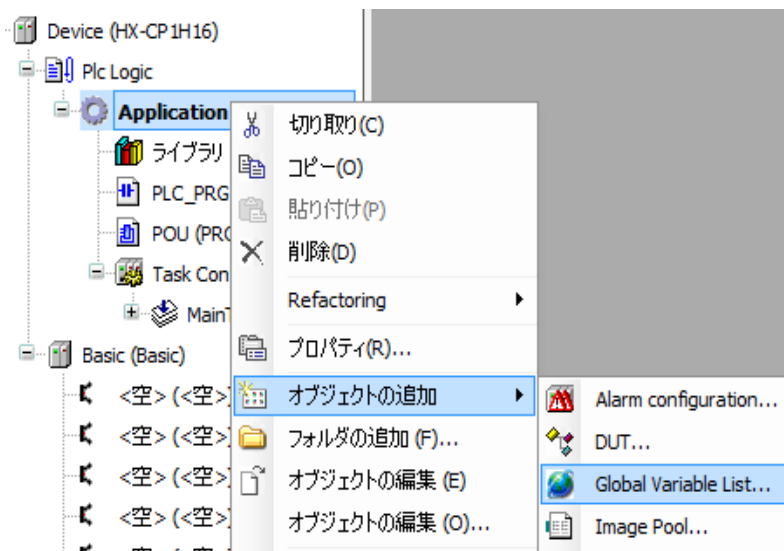 Device (HX-CP1H16)
Plc Logic
Application
ライブラリ
PLC_PRG
POU (PRG
Task Con
Main
Basic (Basic)
<空> (<空>
<空> (<空>
<空> (<空>
<空> (<空>
切り取り(C)
コピー(O)
貼り付け(P)
削除(D)
Refactoring
プロパティ(R)...
オブジェクトの追加
フォルダの追加 (F)...
オブジェクトの編集 (E)
オブジェクトの編集 (O)...
Alarm configuration...
DUT...
Global Variable List...
Image Pool...